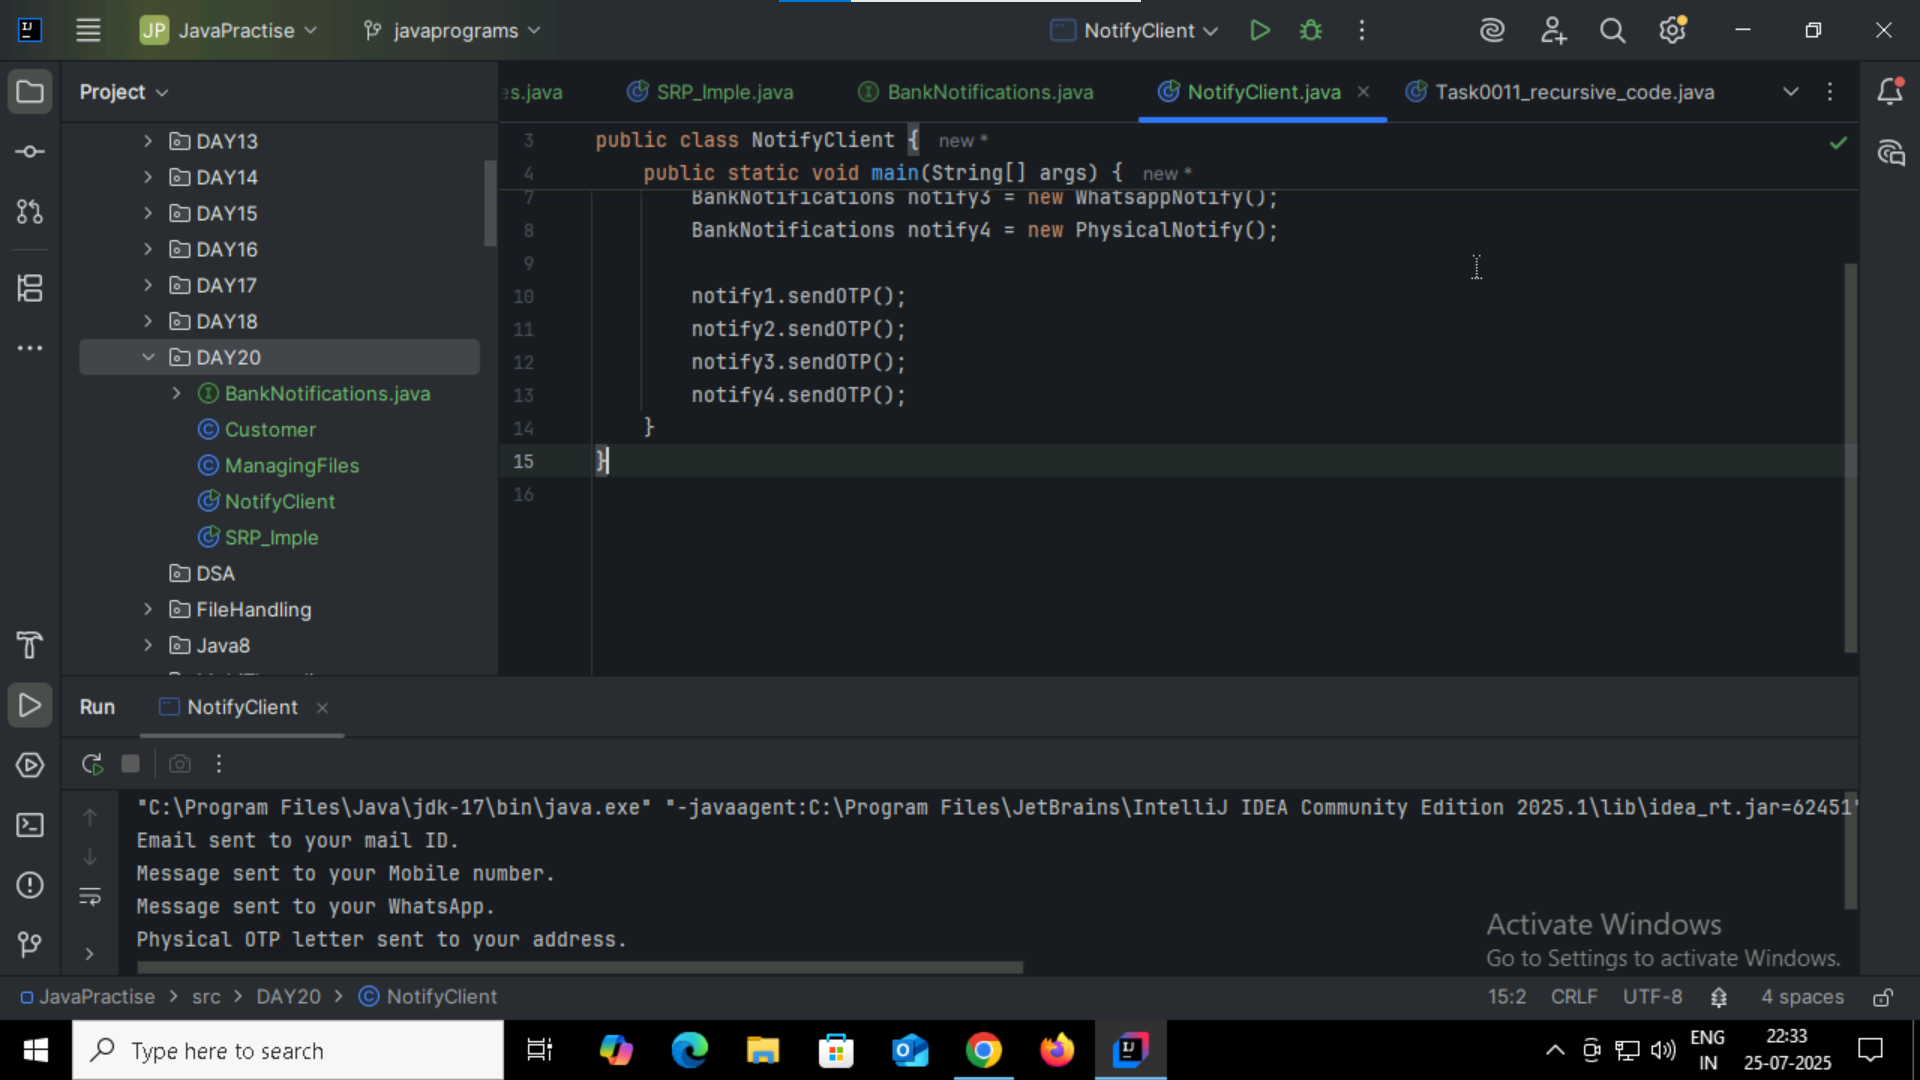 JP JavaPractise javaprograms NotifyClient
Project
es.java SRP_Imple.java BankNotifications.java NotifyClient.java Task0011_recursive_code.java
DAY13
DAY14
DAY15
DAY16
DAY17
DAY18
DAY20
BankNotifications.java
Customer
ManagingFiles
NotifyClient
SRP_Imple
DSA
FileHandling
Java8
3 public class NotifyClient { new *
4 public static void main(String[] args) { new *
7 BankNotifications notify3 = new WhatsappNotify();
8 BankNotifications notify4 = new PhysicalNotify();
9
10 notify1.sendOTP();
11 notify2.sendOTP();
12 notify3.sendOTP();
13 notify4.sendOTP();
14 }
15 }
16
Run NotifyClient
"C:\Program Files\Java\jdk-17\bin\java.exe" "-javaagent:C:\Program Files\JetBrains\IntelliJ IDEA Community Edition 2025.1\lib\idea_rt.jar=62451
Email sent to your mail ID.
Message sent to your Mobile number.
Message sent to your WhatsApp.
Physical OTP letter sent to your address.
Activate Windows
Go to Settings to activate Windows.
JavaPractise > src > DAY20 > NotifyClient 15:2 CRLF UTF-8 4 spaces
Type here to search
ENG
IN
22:33
25-07-2025